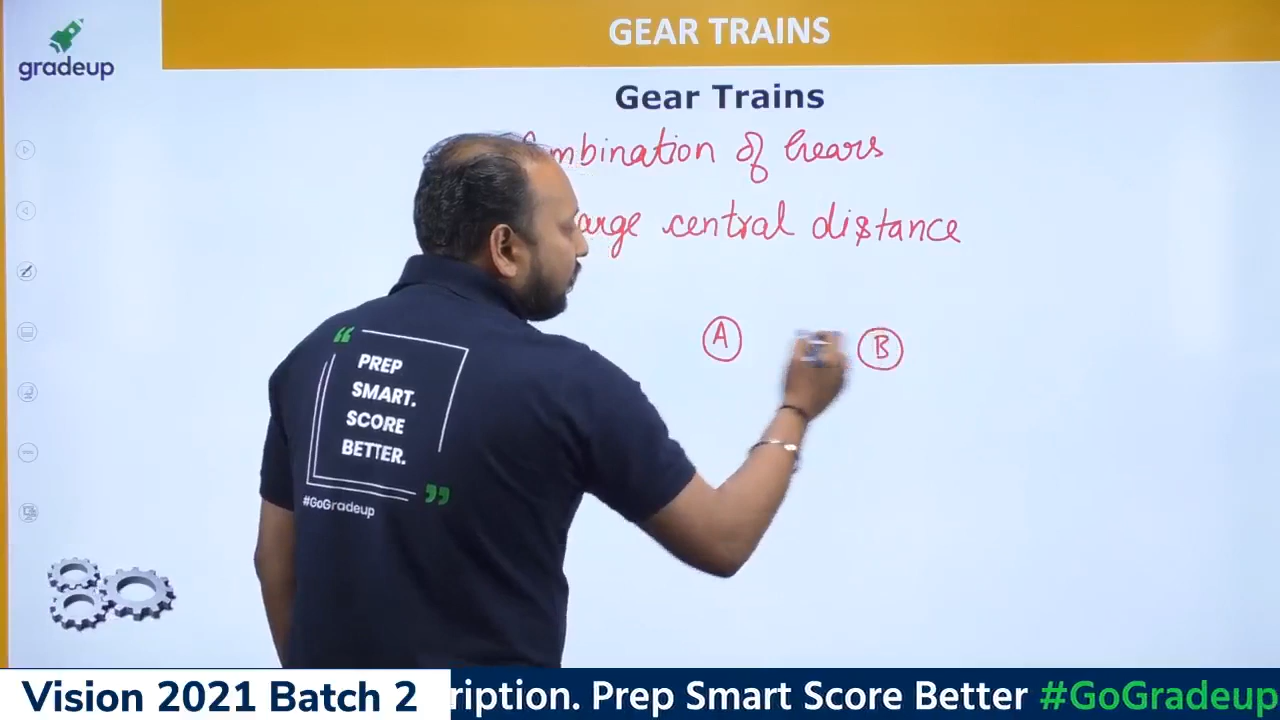 GEAR TRAINS
gradeup
Gear Trains
ombination of Gears
arge central distance
A
B
PREP
SMART.
SCORE
BETTER.
#GoGradeup
Vision 2021 Batch 2
ription. Prep Smart Score Better #GoGradeup